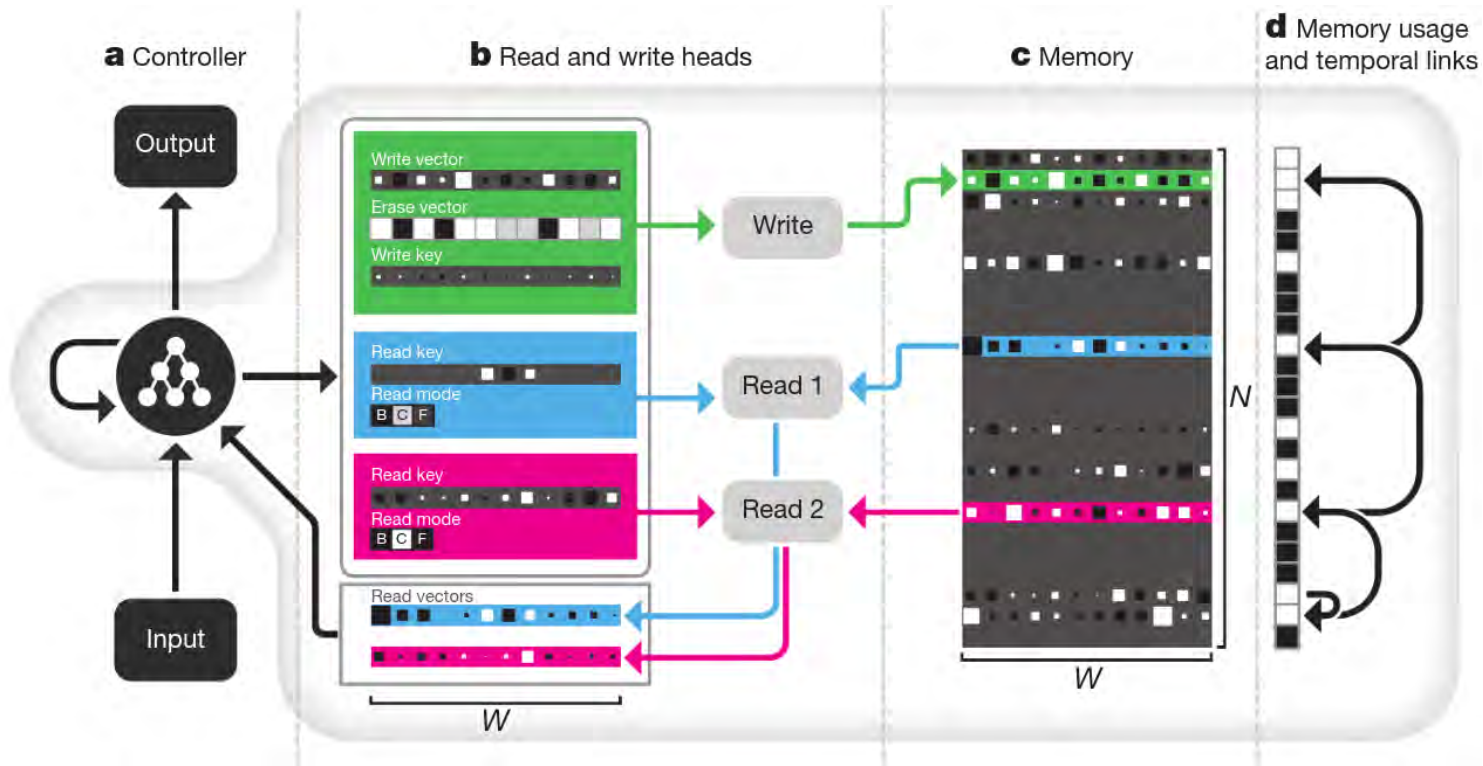 a Controller
b Read and write heads
c Memory
d Memory usage
and temporal links
Output
Input
Write vector
Erase vector
Write key
Read key
Read mode
B C F
Read key
Read mode
B C F
Read vectors
W
Write
Read 1
Read 2
N
W